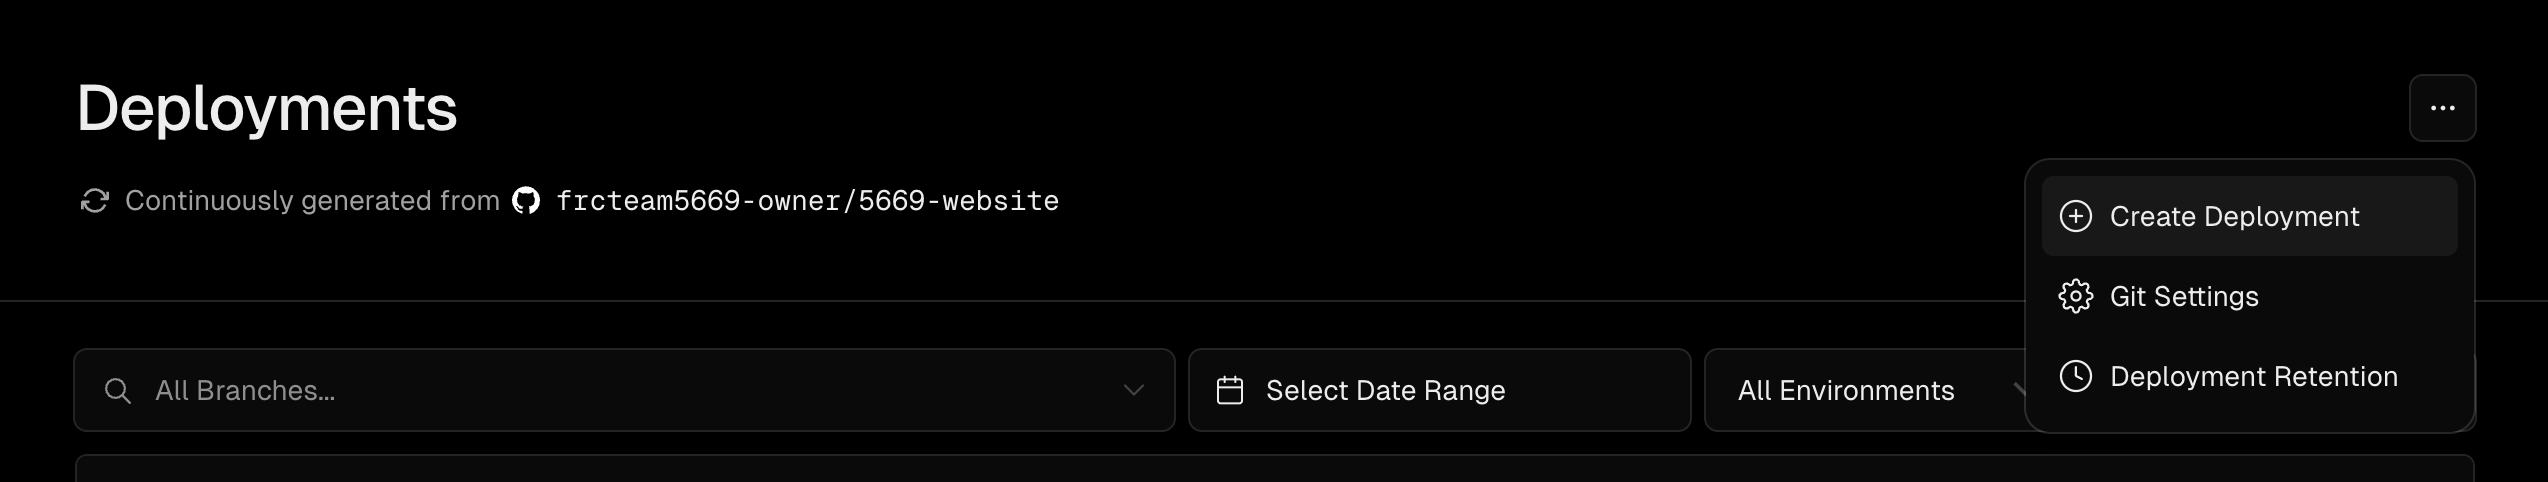 Deployments
Continuously generated from frcteam5669-owner/5669-website
Create Deployment
Git Settings
Deployment Retention
All Branches...
Select Date Range
All Environments